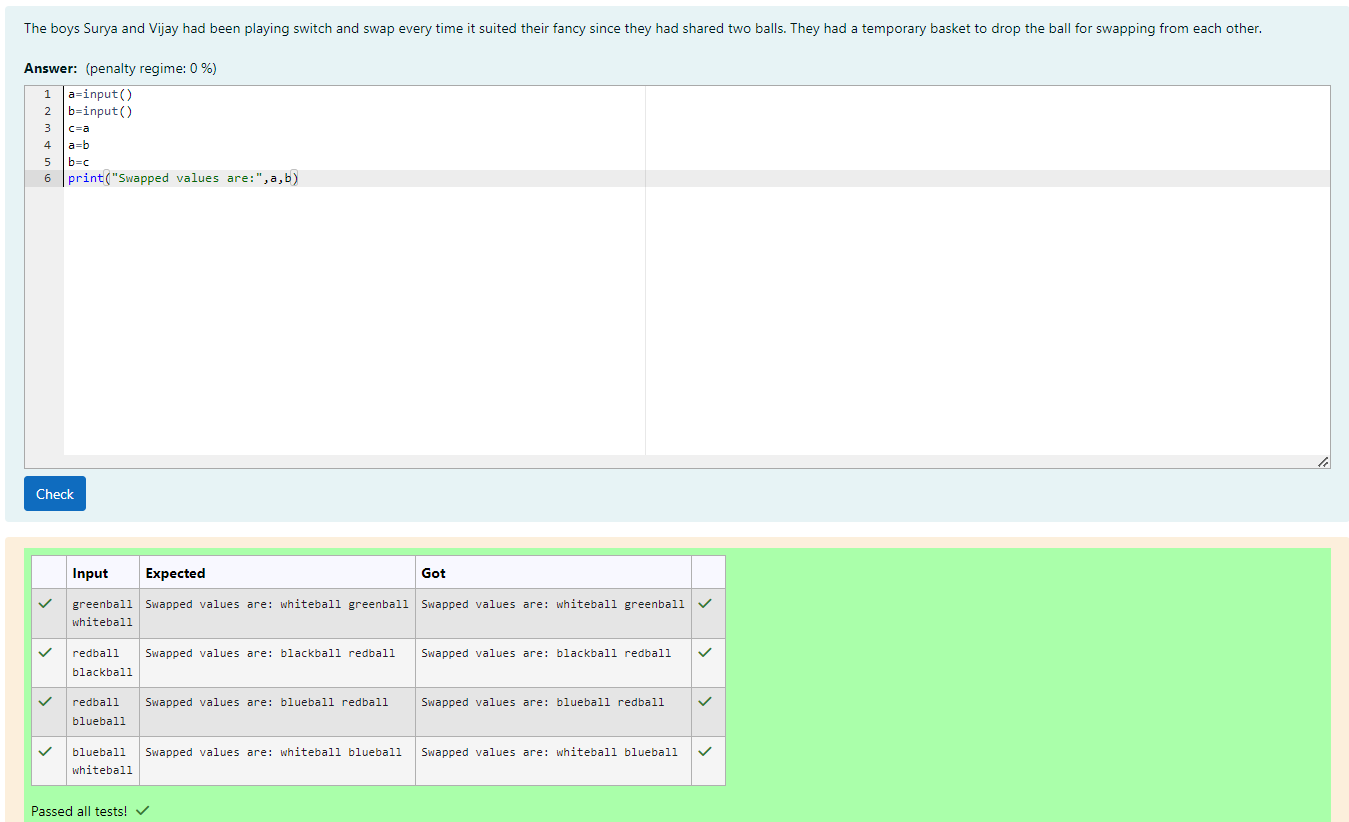 The boys Surya and Vijay had been playing switch and swap every time it suited their fancy since they had shared two balls. They had a temporary basket to drop the ball for swapping from each other.
Answer: (penalty regime: 0 %)
1 a=input()
2 b=input()
3 c=a
4 a=b
5 b=c
6 print("Swapped values are:",a,b)
Check
Input Expected Got
greenball Swapped values are: whiteball greenball Swapped values are: whiteball greenball
whiteball
redball Swapped values are: blackball redball Swapped values are: blackball redball
blackball
redball Swapped values are: blueball redball Swapped values are: blueball redball
blueball
blueball Swapped values are: whiteball blueball Swapped values are: whiteball blueball
whiteball
Passed all tests!